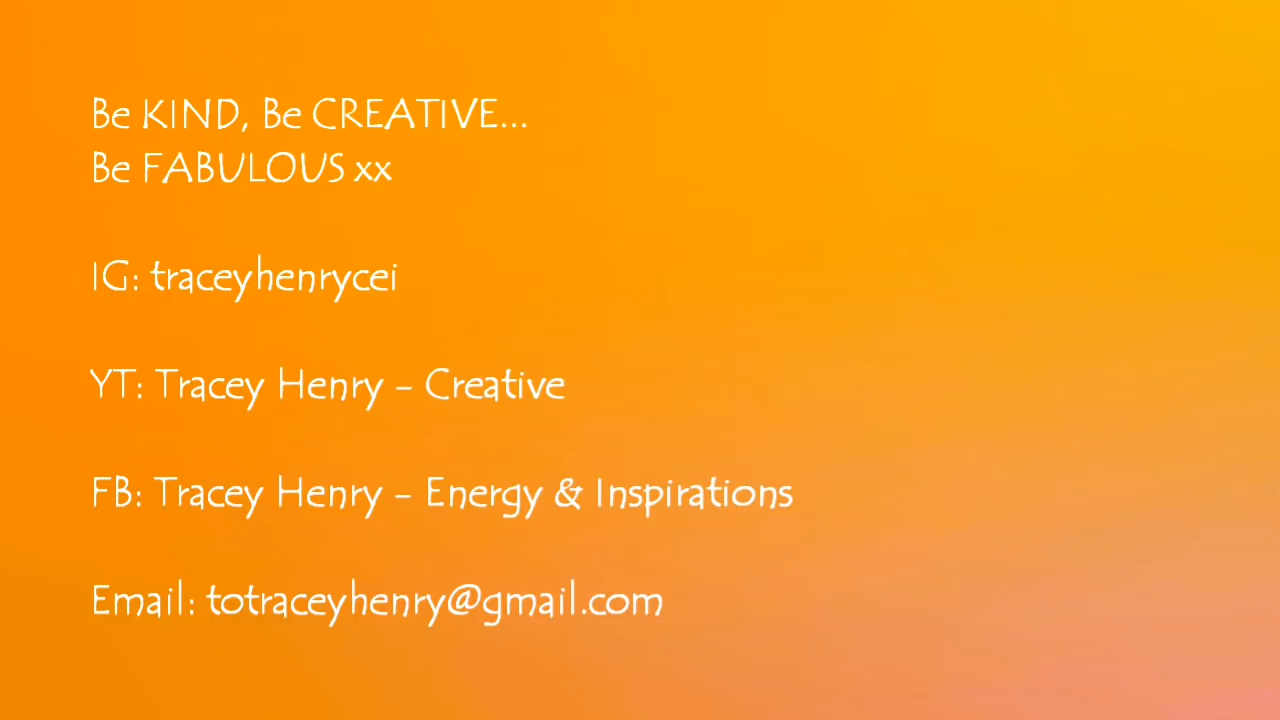 Be KIND, Be CREATIVE...
Be FABULOUS xx
IG: traceyhenrycei
YT: Tracey Henry - Creative
FB: Tracey Henry - Energy & Inspirations
Email: totraceyhenry@gmail.com